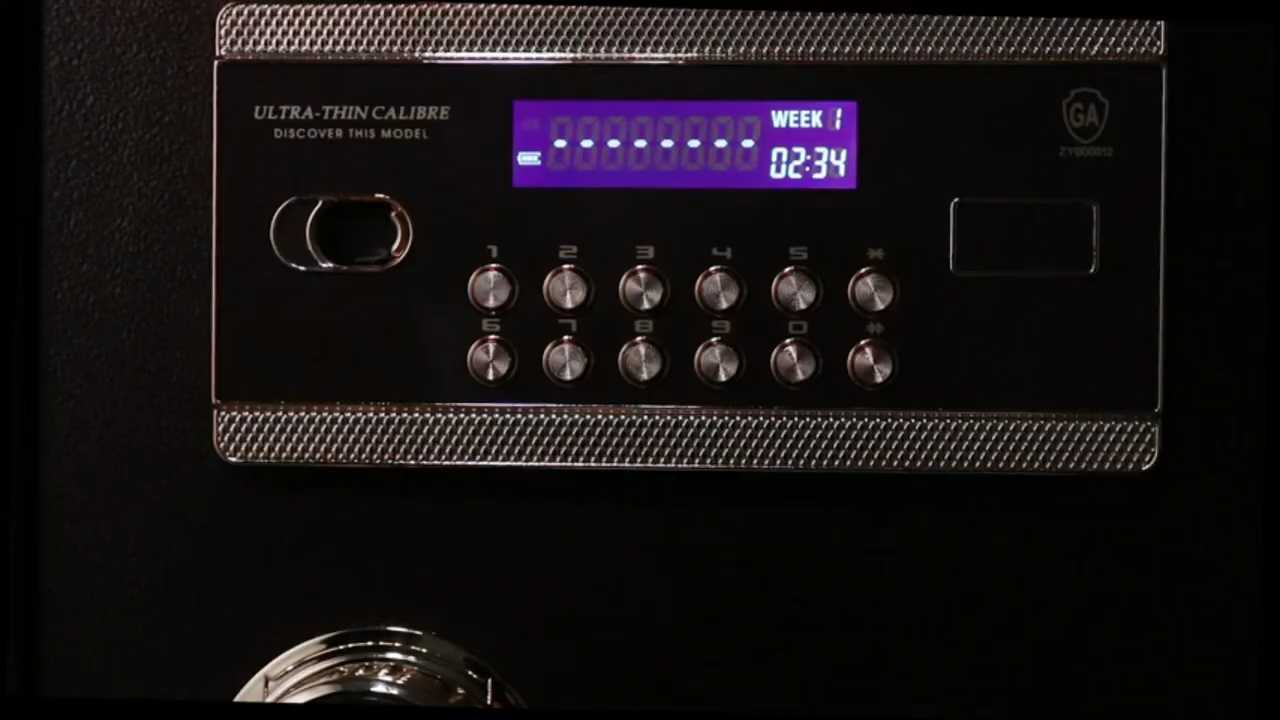 ULTRA-THIN CALIBRE
DISCOVER THIS MODEL
- - - - - - - -
WEEK 1
02:34
GA
1 2 3 4 5 *
6 7 8 9 0 #